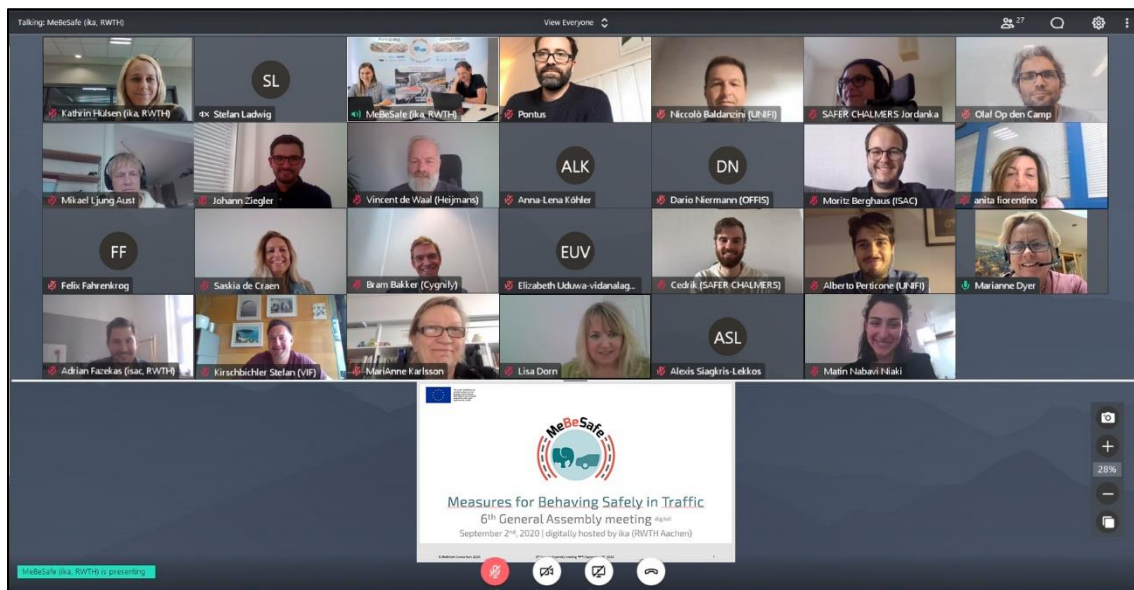 Talking: MeBeSafe (ika, RWTH)
View Everyone
27
Kathrin Hülsen (ika, RWTH)
SL
Stefan Ladwig
MeBeSafe (ika, RWTH)
Pontus
Niccolò Baldanzini (UNIFI)
SAFER CHALMERS Jordanka
Olaf Op den Camp
Mikael Ljung Aust
Johann Ziegler
Vincent de Waal (Heijmans)
ALK
Anna-Lena Köhler
DN
Dario Niermann (OFFIS)
Moritz Berghaus (ISAC)
anita fiorentino
FF
Felix Fahrenkrog
Saskia de Craen
Bram Bakker (Cygnify)
EUV
Elizabeth Uduwa-vidanalag...
Cedrik (SAFER CHALMERS)
Alberto Perticone (UNIFI)
Marianne Dyer
Adrian Fazekas (isac, RWTH)
Kirschbichler Stefan (VIF)
MariAnne Karlsson
Lisa Dorn
ASL
Alexis Siagkris-Lekkos
Matin Nabavi Niaki
MeBeSafe
Measures for Behaving Safely in Traffic
6th General Assembly meeting digital
September 2nd, 2020 | digitally hosted by ika (RWTH Aachen)
28%
MeBeSafe (ika, RWTH) is presenting